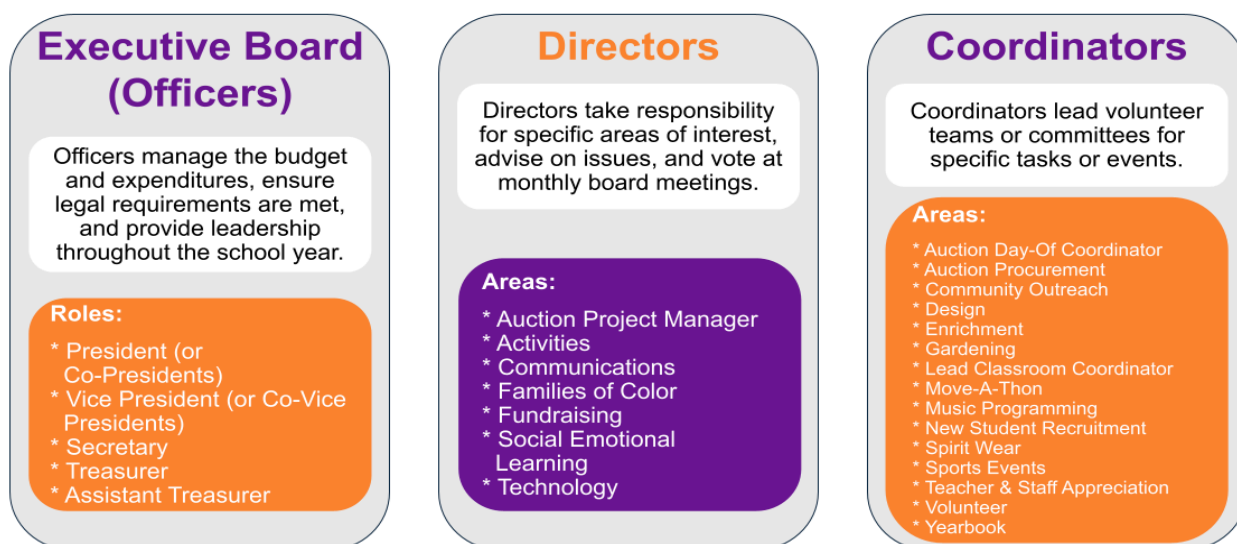 Executive Board
(Officers)
Officers manage the budget
and expenditures, ensure
legal requirements are met,
and provide leadership
throughout the school year.
Roles:
* President (or
Co-Presidents)
* Vice President (or Co-Vice
Presidents)
* Secretary
* Treasurer
* Assistant Treasurer
Directors
Directors take responsibility
for specific areas of interest,
advise on issues, and vote at
monthly board meetings.
Areas:
* Auction Project Manager
* Activities
* Communications
* Families of Color
* Fundraising
* Social Emotional
Learning
* Technology
Coordinators
Coordinators lead volunteer
teams or committees for
specific tasks or events.
Areas:
* Auction Day-Of Coordinator
* Auction Procurement
* Community Outreach
* Design
* Enrichment
* Gardening
* Lead Classroom Coordinator
* Move-A-Thon
* Music Programming
* New Student Recruitment
* Spirit Wear
* Sports Events
* Teacher & Staff Appreciation
* Volunteer
* Yearbook